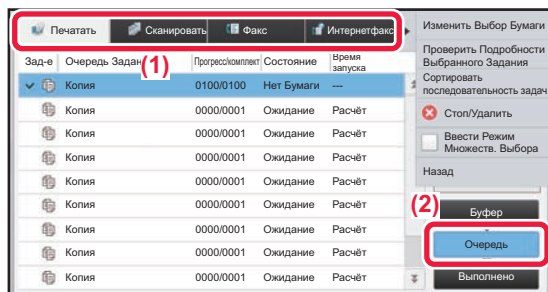 Печатать
Сканировать
Факс
Интернетфакс
(1)
Зад-е Очередь Задан Прогресс/комплект Состояние Время запуска
Копия 0100/0100 Нет Бумаги ---
Копия 0000/0001 Ожидание Расчёт
Копия 0000/0001 Ожидание Расчёт
Копия 0000/0001 Ожидание Расчёт
Копия 0000/0001 Ожидание Расчёт
Копия 0000/0001 Ожидание Расчёт
Копия 0000/0001 Ожидание Расчёт
Копия 0000/0001 Ожидание Расчёт
Копия 0000/0001 Ожидание Расчёт
Изменить Выбор Бумаги
Проверить Подробности
Выбранного Задания
Сортировать
последовательность задач
Стоп/Удалить
Ввести Режим
Множеств. Выбора
Назад
(2)
Буфер
Очередь
Выполнено